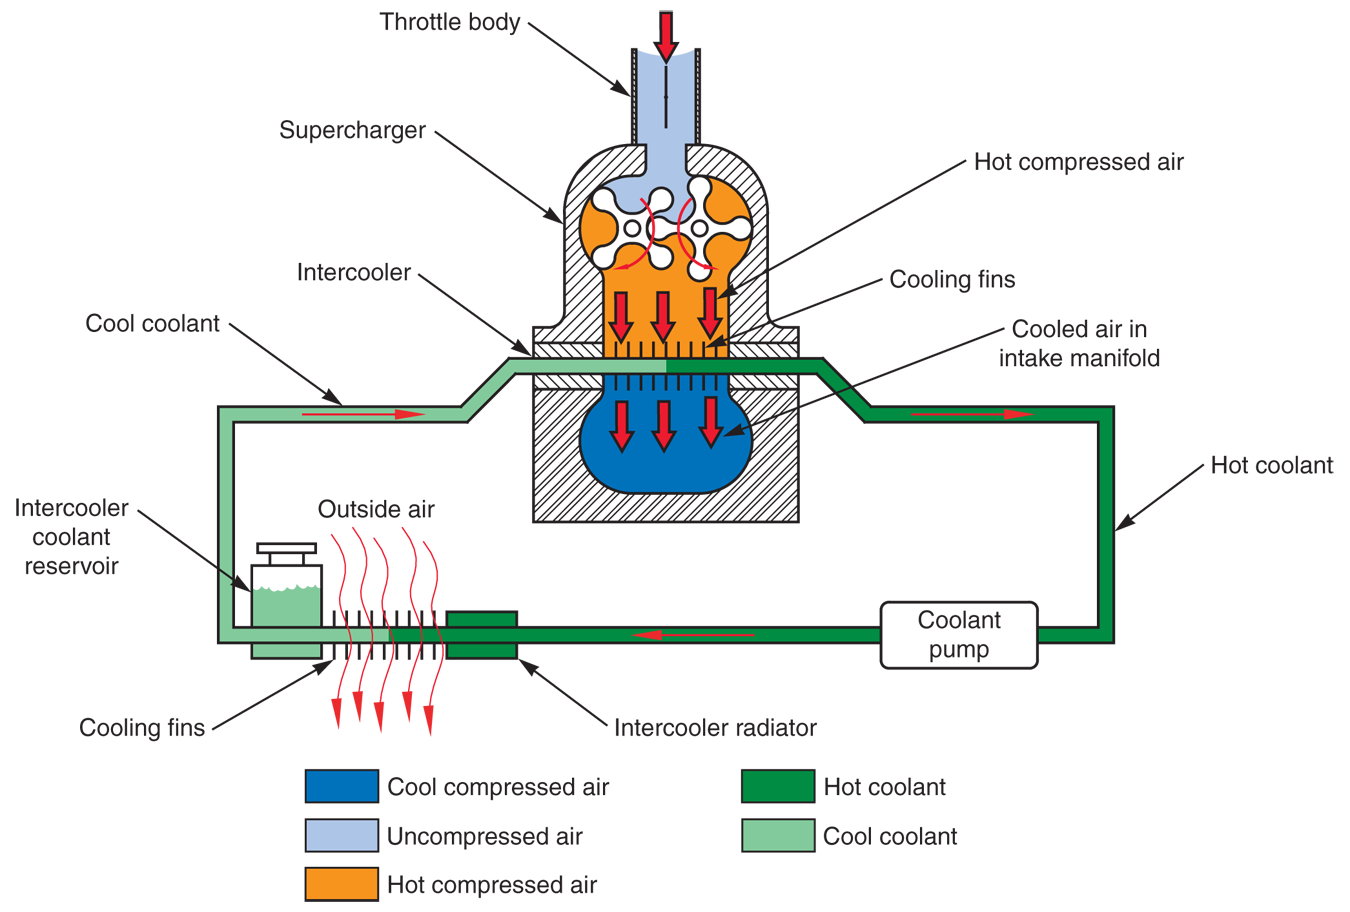 Throttle body
Supercharger
Hot compressed air
Intercooler
Cooling fins
Cool coolant
Cooled air in
intake manifold
Hot coolant
Intercooler
coolant
reservoir
Outside air
Coolant
pump
Cooling fins
Intercooler radiator
Cool compressed air
Hot coolant
Uncompressed air
Cool coolant
Hot compressed air